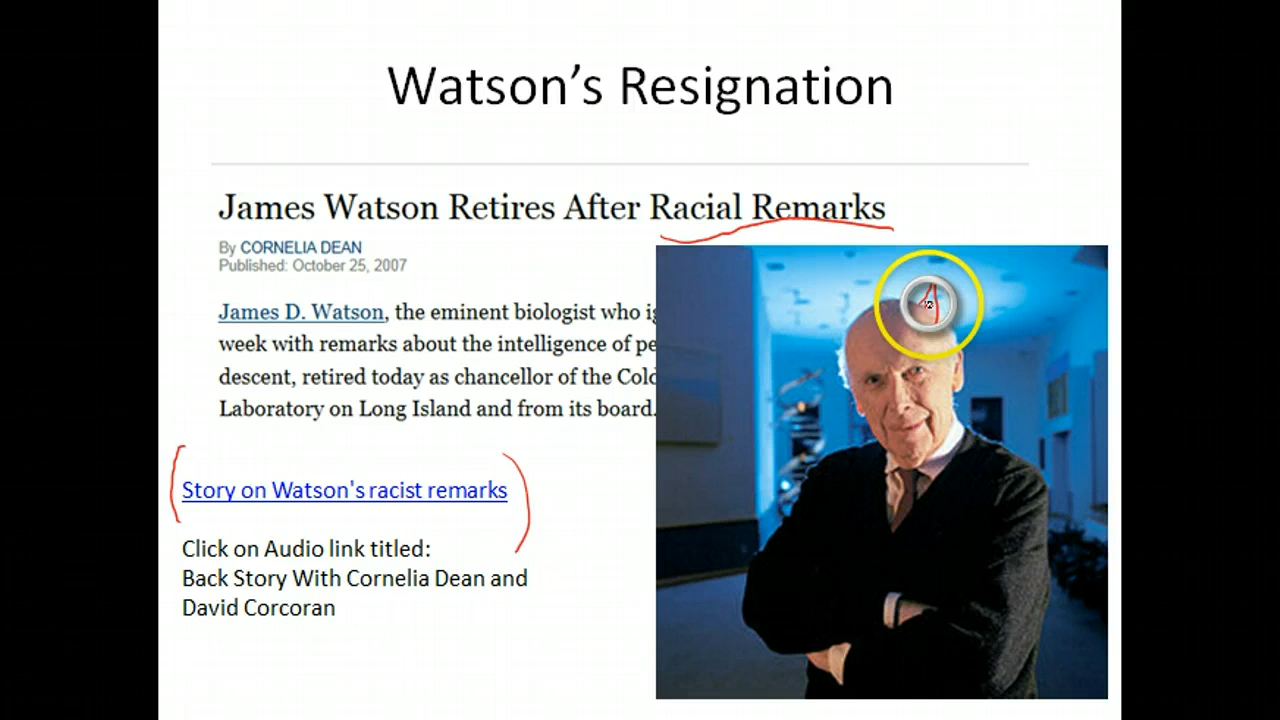 Watson's Resignation
James Watson Retires After Racial Remarks
By CORNELIA DEAN
Published: October 25, 2007
James D. Watson, the eminent biologist who
week with remarks about the intelligence of
descent, retired today as chancellor of the
Laboratory on Long Island and from its board.
Story on Watson's racist remarks
Click on Audio link titled:
Back Story With Cornelia Dean and
David Corcoran